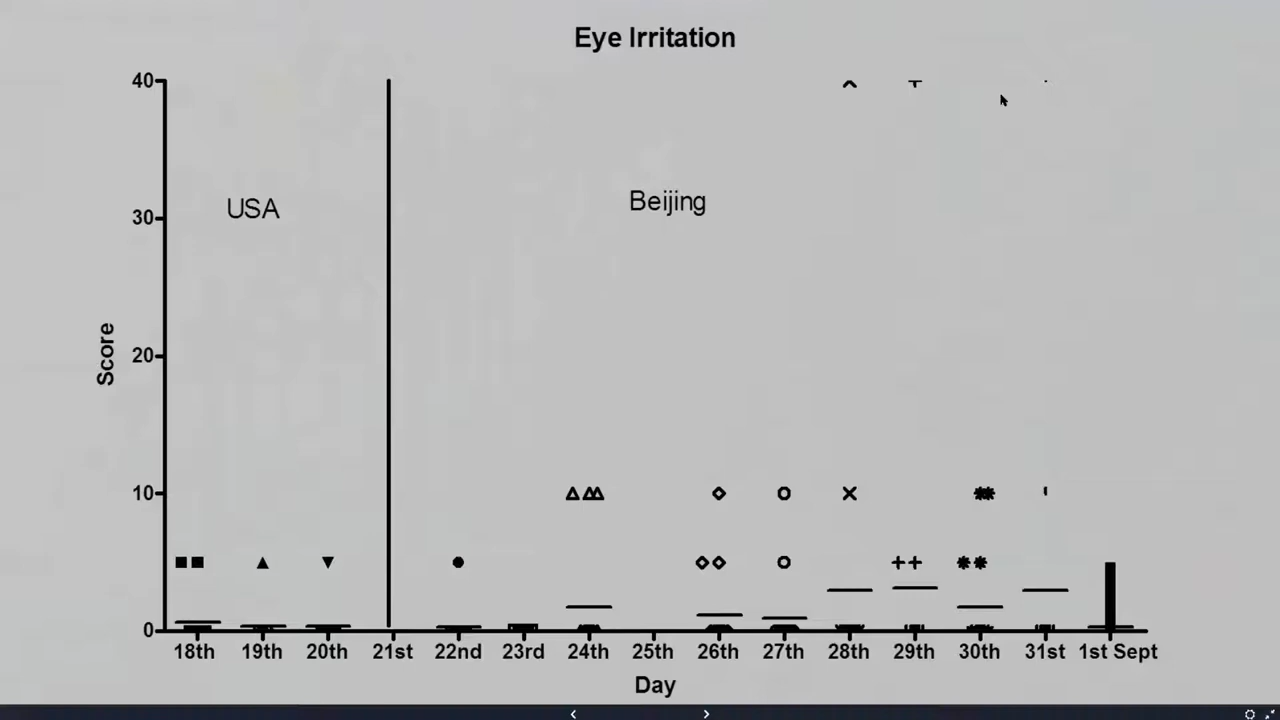 Eye Irritation
40
30
20
10
0
Score
USA
Beijing
18th 19th 20th 21st 22nd 23rd 24th 25th 26th 27th 28th 29th 30th 31st 1st Sept
Day